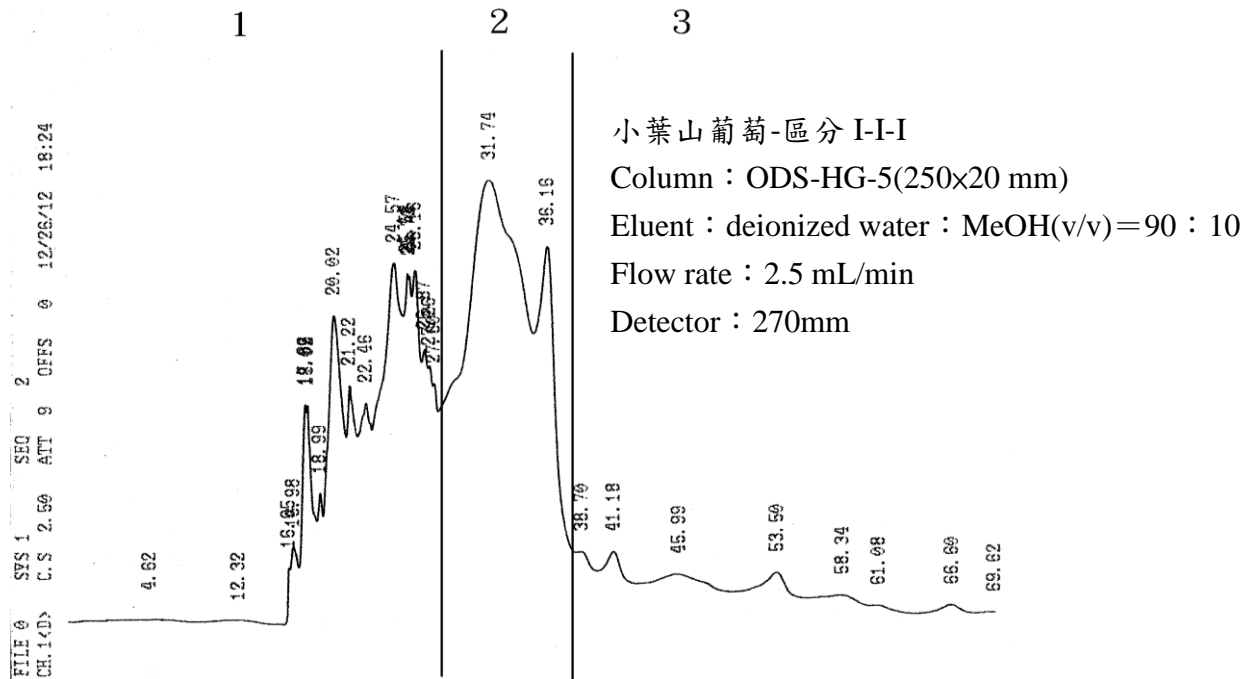 1
2
3
小葉山葡萄-區分 I-I-I
Column：ODS-HG-5(250×20 mm)
Eluent：deionized water：MeOH(v/v)＝90：10
Flow rate：2.5 mL/min
Detector：270mm
FILE 0 SYS 1 SEQ 2
CH.1<D> C.S 2.50 ATT 9 OFFS 0 12/26/12 18:24
4.62
12.32
18.99
20.02
21.22
22.46
24.57
31.74
36.16
38.70
41.18
45.99
53.50
58.34
61.08
66.60
69.62